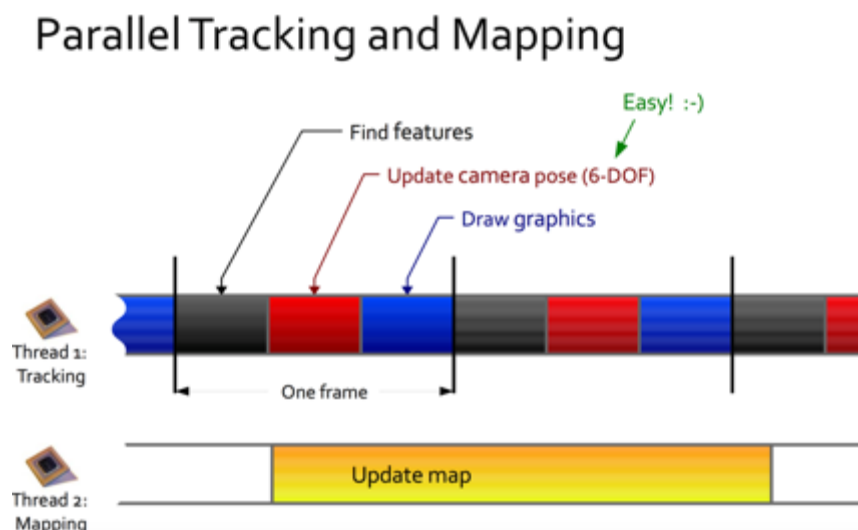 Parallel Tracking and Mapping
Easy! :-)
Find features
Update camera pose (6-DOF)
Draw graphics
Thread 1:
Tracking
One frame
Update map
Thread 2:
Mapping